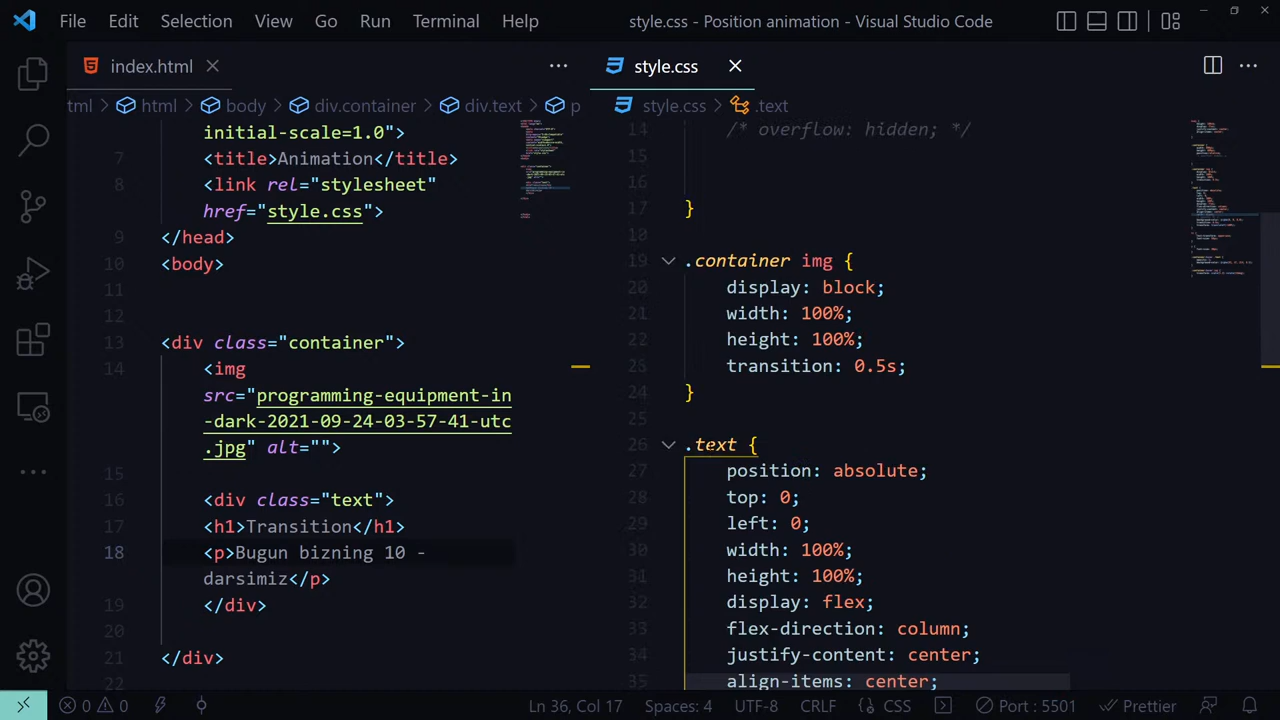 File Edit Selection View Go Run Terminal Help style.css - Position animation - Visual Studio Code
index.html
style.css
tml html body div.container div.text p
style.css .text
initial-scale=1.0">
7 <title>Animation</title>
8 <link rel="stylesheet"
href="style.css">
9 </head>
10 <body>
11
12
13 <div class="container">
14 <img
src="programming-equipment-in
-dark-2021-09-24-03-57-41-utc
.jpg" alt="">
15
16 <div class="text">
17 <h1>Transition</h1>
18 <p>Bugun bizning 10 -
darsimiz</p>
19 </div>
20
21 </div>
22
14 /* overflow: hidden; */
15
16
17 }
18
19 .container img {
20 display: block;
21 width: 100%;
22 height: 100%;
23 transition: 0.5s;
24 }
25
26 .text {
27 position: absolute;
28 top: 0;
29 left: 0;
30 width: 100%;
31 height: 100%;
32 display: flex;
33 flex-direction: column;
34 justify-content: center;
35 align-items: center;
0 0 Ln 36, Col 17 Spaces: 4 UTF-8 CRLF CSS Port : 5501 Prettier